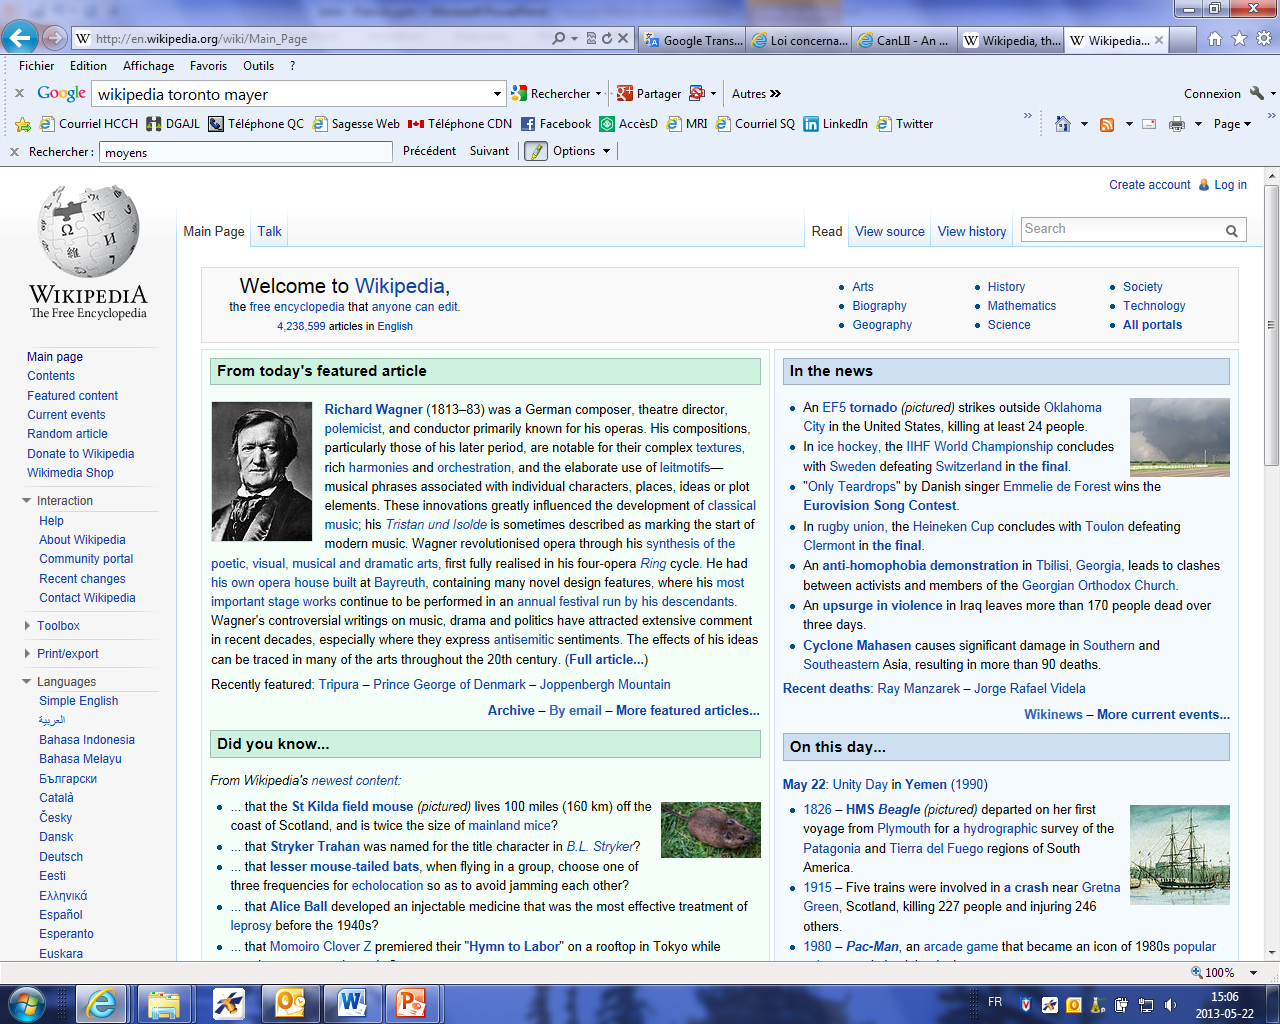 http://en.wikipedia.org/wiki/Main_Page
Google Trans...
Loi concerna...
CanLII - An ...
Wikipedia, th...
Wikipedia...
Fichier Edition Affichage Favoris Outils ?
Google wikipedia toronto mayer Rechercher Partager Autres Connexion
Courriel HCCH DGAJL Téléphone QC Sagesse Web Téléphone CDN Facebook AccèsD MRI Courriel SQ LinkedIn Twitter Page
Rechercher : moyens Précédent Suivant Options
Create account Log in
Main Page Talk Read View source View history Search
WIKIPEDIA
The Free Encyclopedia
Main page
Contents
Featured content
Current events
Random article
Donate to Wikipedia
Wikimedia Shop
Interaction
Help
About Wikipedia
Community portal
Recent changes
Contact Wikipedia
Toolbox
Print/export
Languages
Simple English
العربية
Bahasa Indonesia
Bahasa Melayu
Български
Català
Česky
Dansk
Deutsch
Eesti
Ελληνικά
Español
Esperanto
Euskara
Welcome to Wikipedia,
the free encyclopedia that anyone can edit.
4,238,599 articles in English
Arts
Biography
Geography
History
Mathematics
Science
Society
Technology
All portals
From today's featured article
Richard Wagner (1813–83) was a German composer, theatre director,
polemicist, and conductor primarily known for his operas. His compositions,
particularly those of his later period, are notable for their complex textures,
rich harmonies and orchestration, and the elaborate use of leitmotifs—
musical phrases associated with individual characters, places, ideas or plot
elements. These innovations greatly influenced the development of classical
music; his Tristan und Isolde is sometimes described as marking the start of
modern music. Wagner revolutionised opera through his synthesis of the
poetic, visual, musical and dramatic arts, first fully realised in his four-opera Ring cycle. He had
his own opera house built at Bayreuth, containing many novel design features, where his most
important stage works continue to be performed in an annual festival run by his descendants.
Wagner's controversial writings on music, drama and politics have attracted extensive comment
in recent decades, especially where they express antisemitic sentiments. The effects of his ideas
can be traced in many of the arts throughout the 20th century. (Full article...)
Recently featured: Tripura – Prince George of Denmark – Joppenbergh Mountain
Archive – By email – More featured articles...
Did you know...
From Wikipedia's newest content:
... that the St Kilda field mouse (pictured) lives 100 miles (160 km) off the
coast of Scotland, and is twice the size of mainland mice?
... that Stryker Trahan was named for the title character in B.L. Stryker?
... that lesser mouse-tailed bats, when flying in a group, choose one of
three frequencies for echolocation so as to avoid jamming each other?
... that Alice Ball developed an injectable medicine that was the most effective treatment of
leprosy before the 1940s?
... that Momoiro Clover Z premiered their "Hymn to Labor" on a rooftop in Tokyo while
In the news
An EF5 tornado (pictured) strikes outside Oklahoma
City in the United States, killing at least 24 people.
In ice hockey, the IIHF World Championship concludes
with Sweden defeating Switzerland in the final.
"Only Teardrops" by Danish singer Emmelie de Forest wins the
Eurovision Song Contest.
In rugby union, the Heineken Cup concludes with Toulon defeating
Clermont in the final.
An anti-homophobia demonstration in Tbilisi, Georgia, leads to clashes
between activists and members of the Georgian Orthodox Church.
An upsurge in violence in Iraq leaves more than 170 people dead over
three days.
Cyclone Mahasen causes significant damage in Southern and
Southeastern Asia, resulting in more than 90 deaths.
Recent deaths: Ray Manzarek – Jorge Rafael Videla
Wikinews – More current events...
On this day...
May 22: Unity Day in Yemen (1990)
1826 – HMS Beagle (pictured) departed on her first
voyage from Plymouth for a hydrographic survey of the
Patagonia and Tierra del Fuego regions of South
America.
1915 – Five trains were involved in a crash near Gretna
Green, Scotland, killing 227 people and injuring 246
others.
1980 – Pac-Man, an arcade game that became an icon of 1980s popular
100%
FR
15:06
2013-05-22